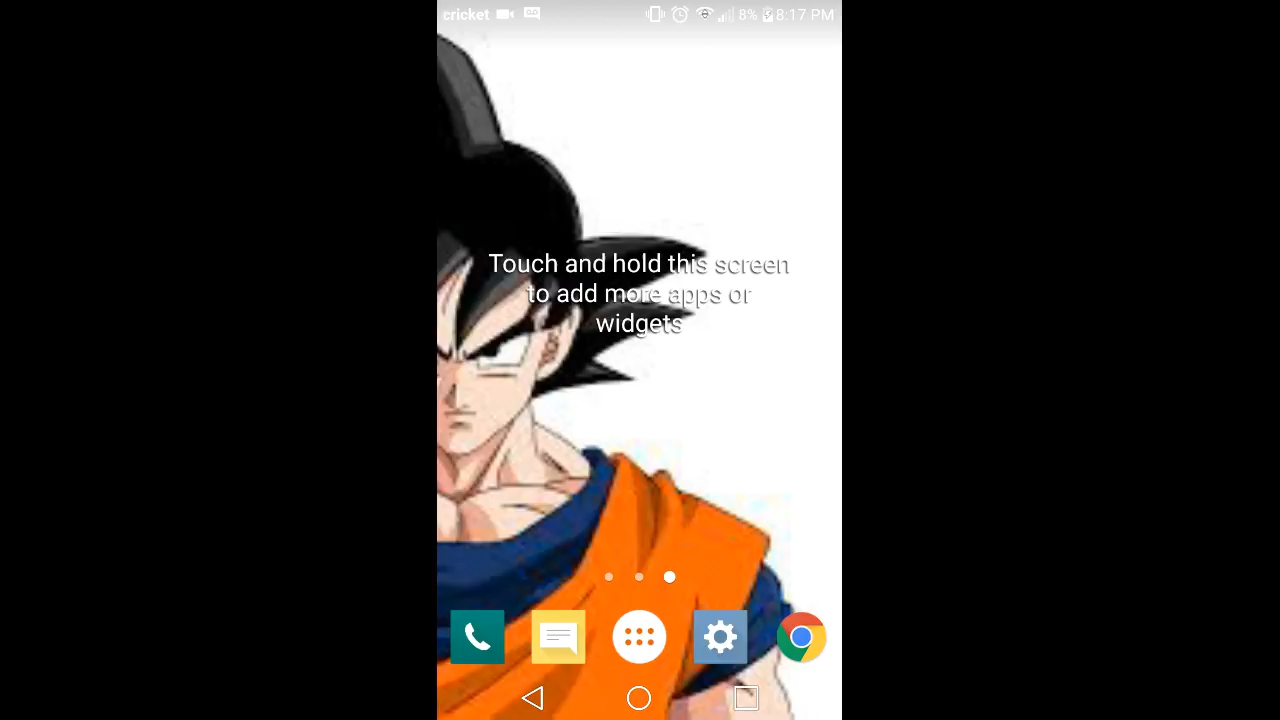 cricket 8% 8:17 PM
Touch and hold this screen
to add more apps or
widgets